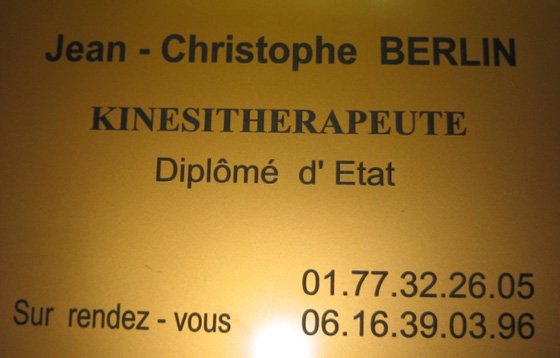 Jean - Christophe BERLIN
KINESITHERAPEUTE
Diplômé d' Etat
01.77.32.26.05
Sur rendez - vous 06.16.39.03.96